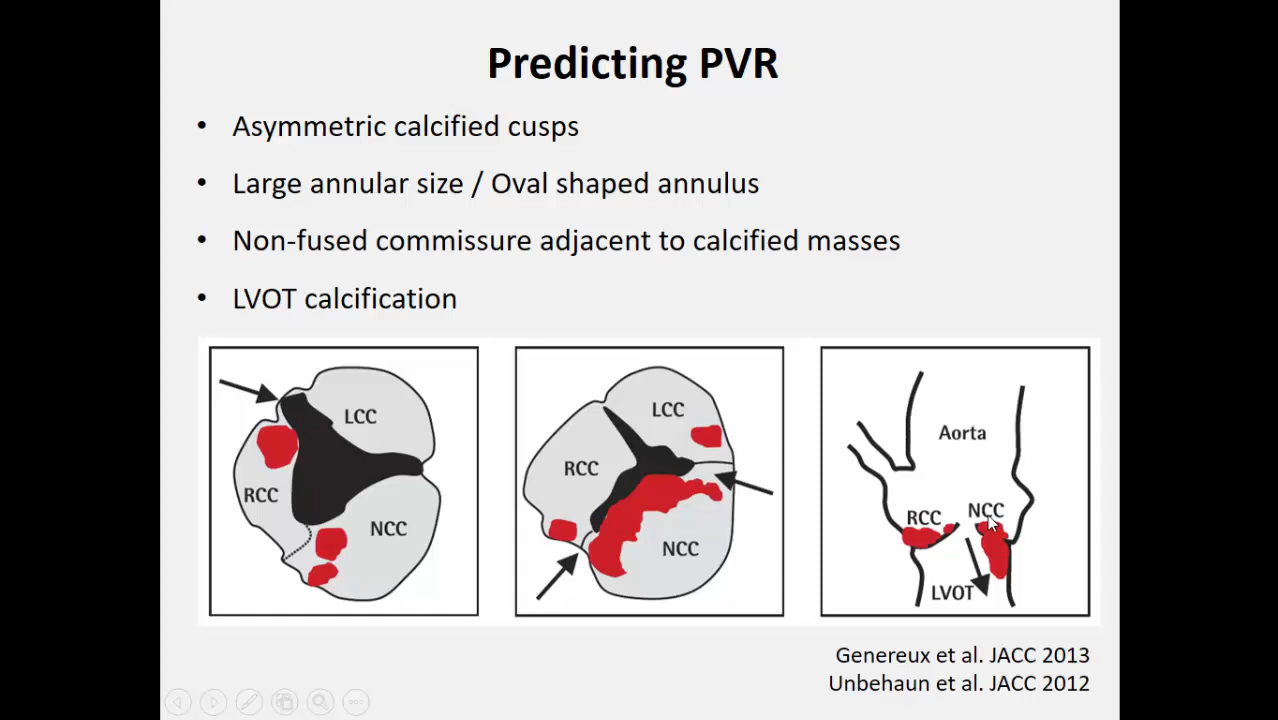 Predicting PVR
• Asymmetric calcified cusps
• Large annular size / Oval shaped annulus
• Non-fused commissure adjacent to calcified masses
• LVOT calcification
LCC
RCC
NCC
LCC
RCC
NCC
Aorta
RCC
NCC
LVOT
Genereux et al. JACC 2013
Unbehaun et al. JACC 2012